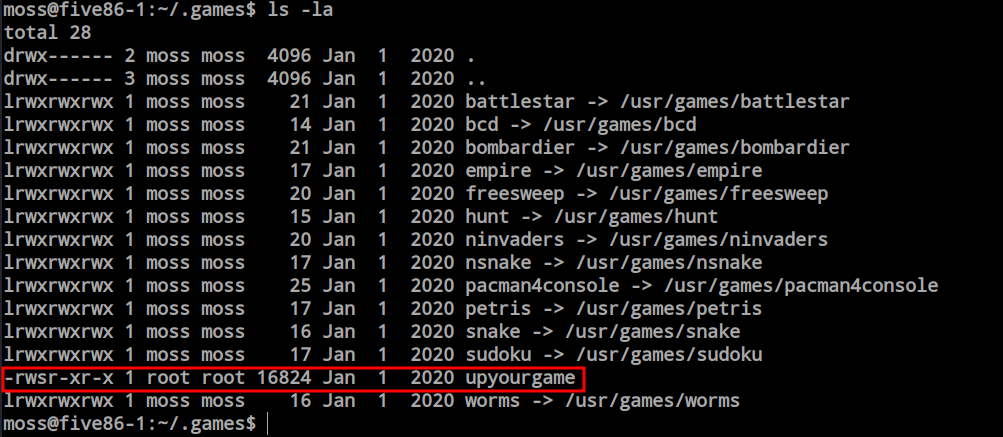 moss@five86-1:~/.games$ ls -la
total 28
drwx------ 2 moss moss  4096 Jan  1  2020 .
drwx------ 3 moss moss  4096 Jan  1  2020 ..
lrwxrwxrwx 1 moss moss    21 Jan  1  2020 battlestar -> /usr/games/battlestar
lrwxrwxrwx 1 moss moss    14 Jan  1  2020 bcd -> /usr/games/bcd
lrwxrwxrwx 1 moss moss    21 Jan  1  2020 bombardier -> /usr/games/bombardier
lrwxrwxrwx 1 moss moss    17 Jan  1  2020 empire -> /usr/games/empire
lrwxrwxrwx 1 moss moss    20 Jan  1  2020 freesweep -> /usr/games/freesweep
lrwxrwxrwx 1 moss moss    15 Jan  1  2020 hunt -> /usr/games/hunt
lrwxrwxrwx 1 moss moss    20 Jan  1  2020 ninvaders -> /usr/games/ninvaders
lrwxrwxrwx 1 moss moss    17 Jan  1  2020 nsnake -> /usr/games/nsnake
lrwxrwxrwx 1 moss moss    25 Jan  1  2020 pacman4console -> /usr/games/pacman4console
lrwxrwxrwx 1 moss moss    17 Jan  1  2020 petris -> /usr/games/petris
lrwxrwxrwx 1 moss moss    16 Jan  1  2020 snake -> /usr/games/snake
lrwxrwxrwx 1 moss moss    17 Jan  1  2020 sudoku -> /usr/games/sudoku
-rwsr-xr-x 1 root root 16824 Jan  1  2020 upyourgame
lrwxrwxrwx 1 moss moss    16 Jan  1  2020 worms -> /usr/games/worms
moss@five86-1:~/.games$